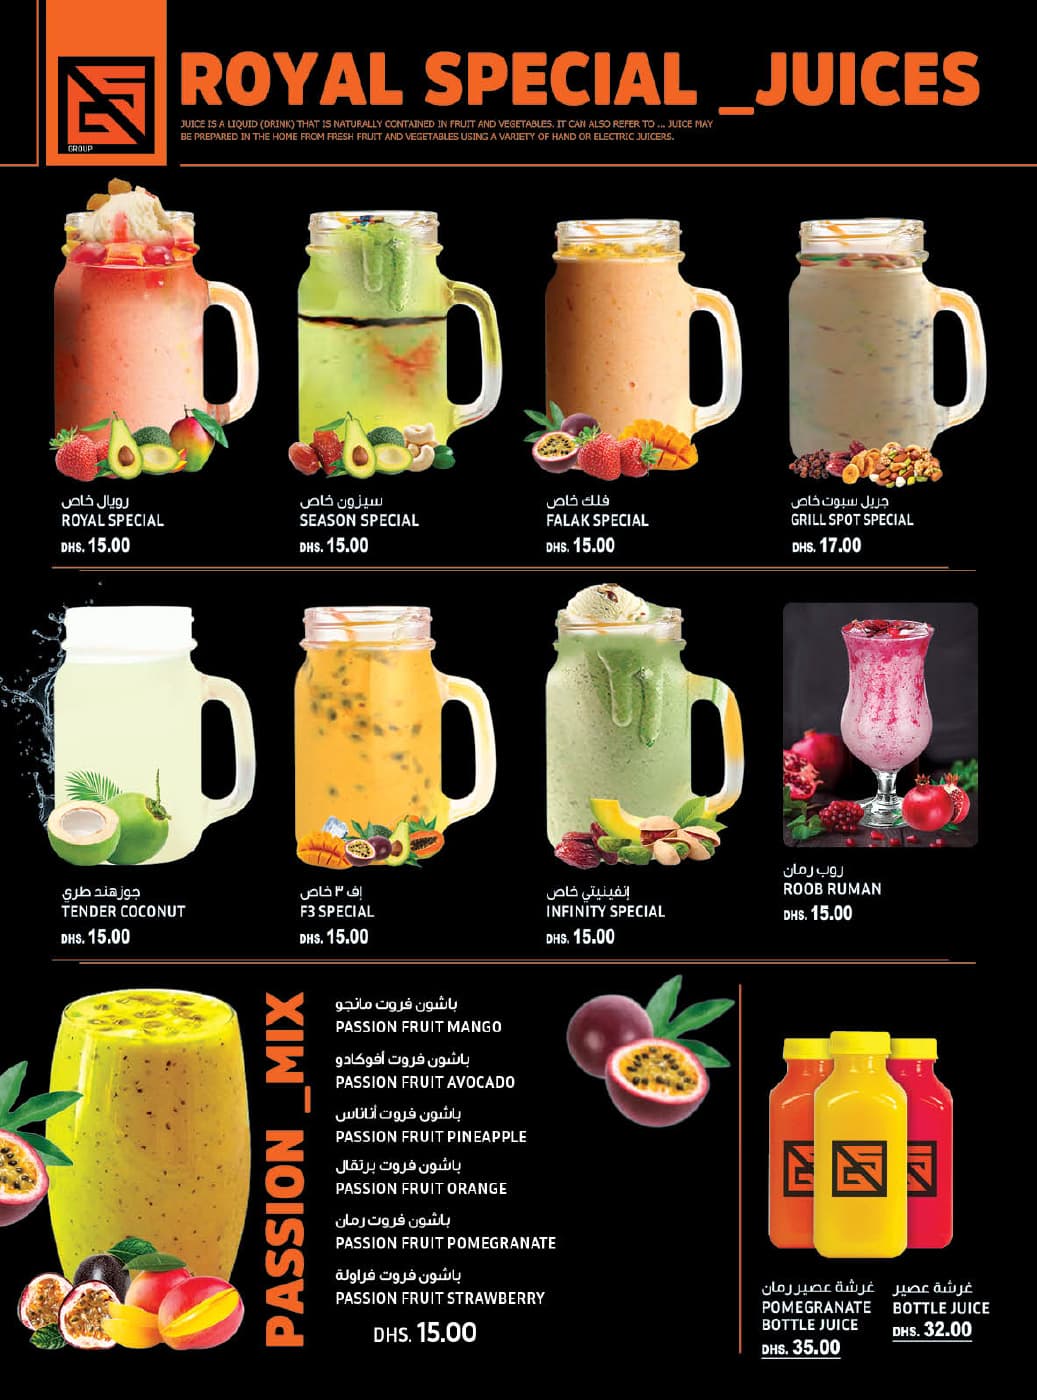 ROYAL SPECIAL _JUICES
JUICE IS A LIQUID (DRINK) THAT IS NATURALLY CONTAINED IN FRUIT AND VEGETABLES. IT CAN ALSO REFER TO ... JUICE MAY
BE PREPARED IN THE HOME FROM FRESH FRUIT AND VEGETABLES USING A VARIETY OF HAND OR ELECTRIC JUICERS.
GROUP
رويال خاص
ROYAL SPECIAL
DHS. 15.00
سيزون خاص
SEASON SPECIAL
DHS. 15.00
فلك خاص
FALAK SPECIAL
DHS. 15.00
جريل سبوت خاص
GRILL SPOT SPECIAL
DHS. 17.00
جوزهند طري
TENDER COCONUT
DHS. 15.00
إف ٣ خاص
F3 SPECIAL
DHS. 15.00
إنفينيتي خاص
INFINITY SPECIAL
DHS. 15.00
روب رمان
ROOB RUMAN
DHS. 15.00
PASSION _MIX
باشون فروت مانجو
PASSION FRUIT MANGO
باشون فروت أفوكادو
PASSION FRUIT AVOCADO
باشون فروت أناناس
PASSION FRUIT PINEAPPLE
باشون فروت برتقال
PASSION FRUIT ORANGE
باشون فروت رمان
PASSION FRUIT POMEGRANATE
باشون فروت فراولة
PASSION FRUIT STRAWBERRY
DHS. 15.00
غرشة عصير رمان
POMEGRANATE
BOTTLE JUICE
DHS. 35.00
غرشة عصير
BOTTLE JUICE
DHS. 32.00